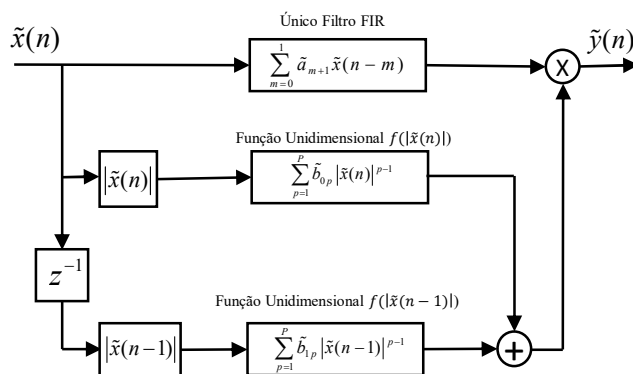 Único Filtro FIR
x̃(n)
∑_{m=0}^{1} ã_{m+1} x̃(n − m)
X
ỹ(n)
Função Unidimensional f(|x̃(n)|)
|x̃(n)|
∑_{p=1}^{P} b̃_{0p} |x̃(n)|^{p−1}
z^{−1}
Função Unidimensional f(|x̃(n − 1)|)
|x̃(n−1)|
∑_{p=1}^{P} b̃_{1p} |x̃(n−1)|^{p−1}
+